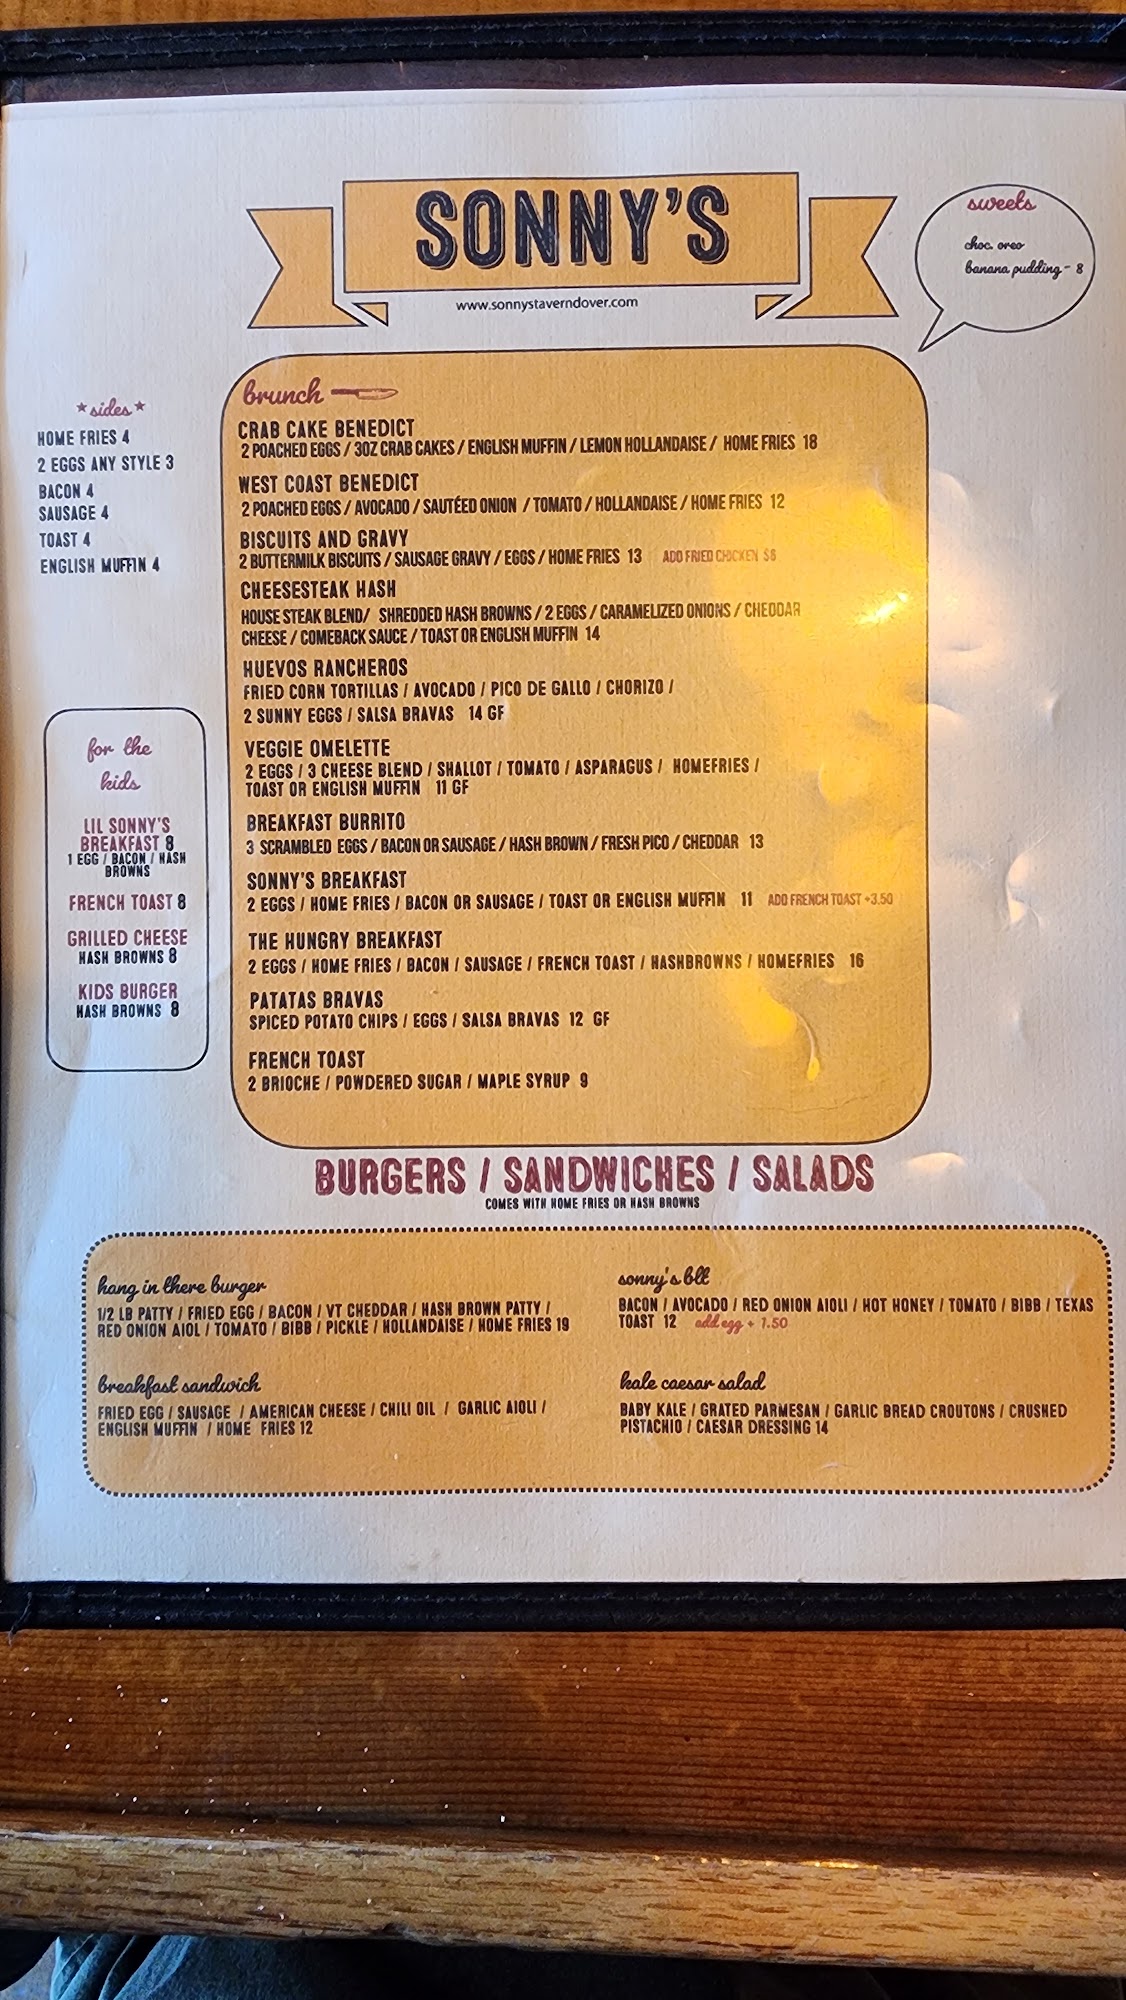 SONNY'S
www.sonnystaverndover.com
sweets
choc. oreo
banana pudding - 8
*sides*
HOME FRIES 4
2 EGGS ANY STYLE 3
BACON 4
SAUSAGE 4
TOAST 4
ENGLISH MUFFIN 4
for the
kids
LIL SONNY'S
BREAKFAST 8
1 EGG / BACON / HASH
BROWNS
FRENCH TOAST 8
GRILLED CHEESE
HASH BROWNS 8
KIDS BURGER
HASH BROWNS 8
brunch
CRAB CAKE BENEDICT
2 POACHED EGGS / 3OZ CRAB CAKES / ENGLISH MUFFIN / LEMON HOLLANDAISE / HOME FRIES 18
WEST COAST BENEDICT
2 POACHED EGGS / AVOCADO / SAUTÉED ONION / TOMATO / HOLLANDAISE / HOME FRIES 12
BISCUITS AND GRAVY
2 BUTTERMILK BISCUITS / SAUSAGE GRAVY / EGGS / HOME FRIES 13 ADD FRIED CHICKEN $6
CHEESESTEAK HASH
HOUSE STEAK BLEND/ SHREDDED HASH BROWNS / 2 EGGS / CARAMELIZED ONIONS / CHEDDAR
CHEESE / COMEBACK SAUCE / TOAST OR ENGLISH MUFFIN 14
HUEVOS RANCHEROS
FRIED CORN TORTILLAS / AVOCADO / PICO DE GALLO / CHORIZO /
2 SUNNY EGGS / SALSA BRAVAS 14 GF
VEGGIE OMELETTE
2 EGGS / 3 CHEESE BLEND / SHALLOT / TOMATO / ASPARAGUS / HOMEFRIES /
TOAST OR ENGLISH MUFFIN 11 GF
BREAKFAST BURRITO
3 SCRAMBLED EGGS / BACON OR SAUSAGE / HASH BROWN / FRESH PICO / CHEDDAR 13
SONNY'S BREAKFAST
2 EGGS / HOME FRIES / BACON OR SAUSAGE / TOAST OR ENGLISH MUFFIN 11 ADD FRENCH TOAST +3.50
THE HUNGRY BREAKFAST
2 EGGS / HOME FRIES / BACON / SAUSAGE / FRENCH TOAST / HASHBROWNS / HOMEFRIES 16
PATATAS BRAVAS
SPICED POTATO CHIPS / EGGS / SALSA BRAVAS 12 GF
FRENCH TOAST
2 BRIOCHE / POWDERED SUGAR / MAPLE SYRUP 9
BURGERS / SANDWICHES / SALADS
COMES WITH HOME FRIES OR HASH BROWNS
hang in there burger
1/2 LB PATTY / FRIED EGG / BACON / VT CHEDDAR / HASH BROWN PATTY /
RED ONION AIOL / TOMATO / BIBB / PICKLE / HOLLANDAISE / HOME FRIES 19
breakfast sandwich
FRIED EGG / SAUSAGE / AMERICAN CHEESE / CHILI OIL / GARLIC AIOLI /
ENGLISH MUFFIN / HOME FRIES 12
sonny's blt
BACON / AVOCADO / RED ONION AIOLI / HOT HONEY / TOMATO / BIBB / TEXAS
TOAST 12 add egg + 1.50
kale caesar salad
BABY KALE / GRATED PARMESAN / GARLIC BREAD CROUTONS / CRUSHED
PISTACHIO / CAESAR DRESSING 14